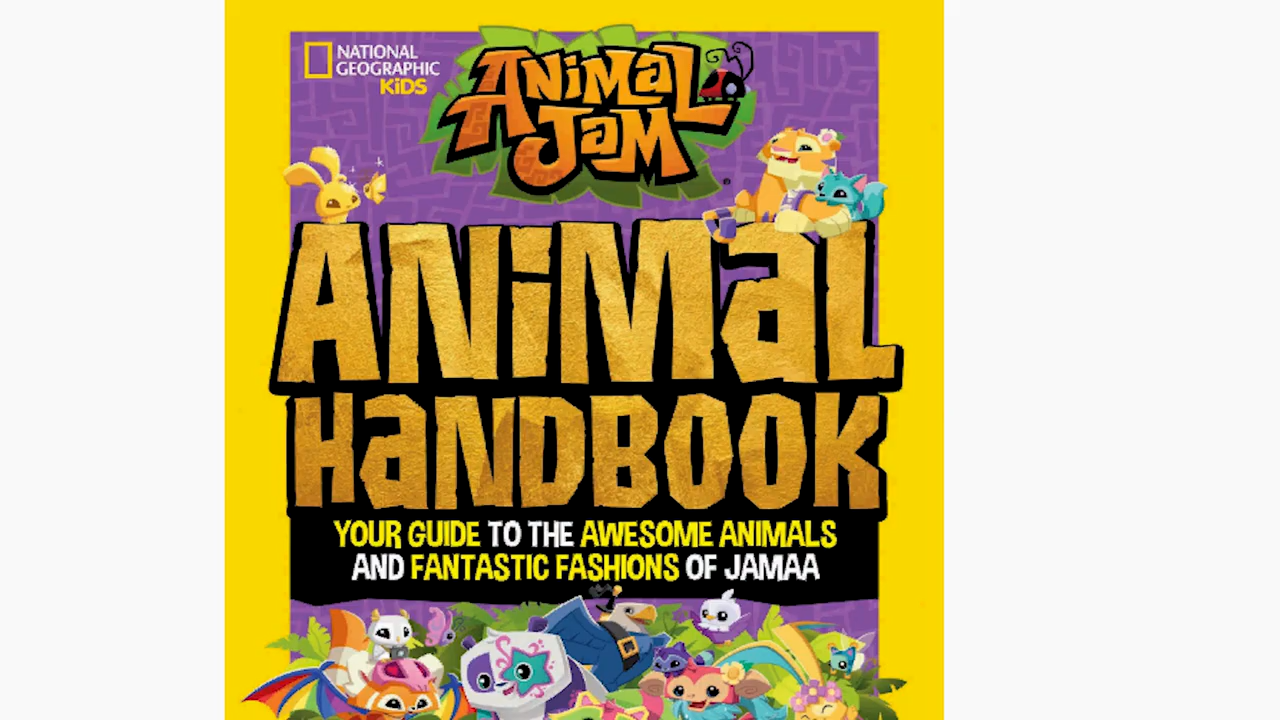 NATIONAL
GEOGRAPHIC
KiDS
ANiMaL
JaM
ANiMaL
HaNDBOOK
YOUR GUIDE TO THE AWESOME ANIMALS
AND FANTASTIC FASHIONS OF JAMAA